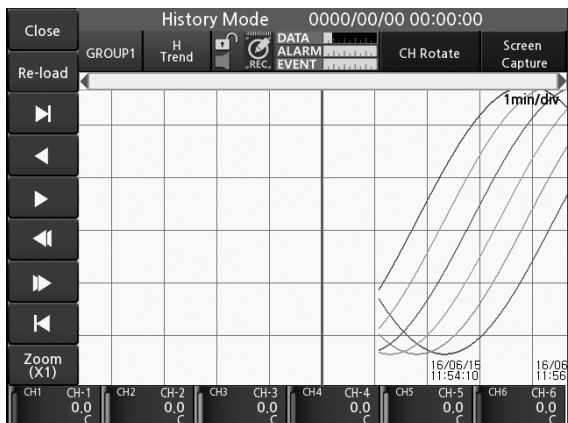 Close
History Mode 0000/00/00 00:00:00
GROUP1
H
Trend
REC
DATA
ALARM
EVENT
CH Rotate
Screen
Capture
Re-load
1min/div
Zoom
(X1)
16/06/15
11:54:10
16/06
11:56
CH1 CH-1
0.0
C
CH2 CH-2
0.0
C
CH3 CH-3
0.0
C
CH4 CH-4
0.0
C
CH5 CH-5
0.0
C
CH6 CH-6
0.0
C